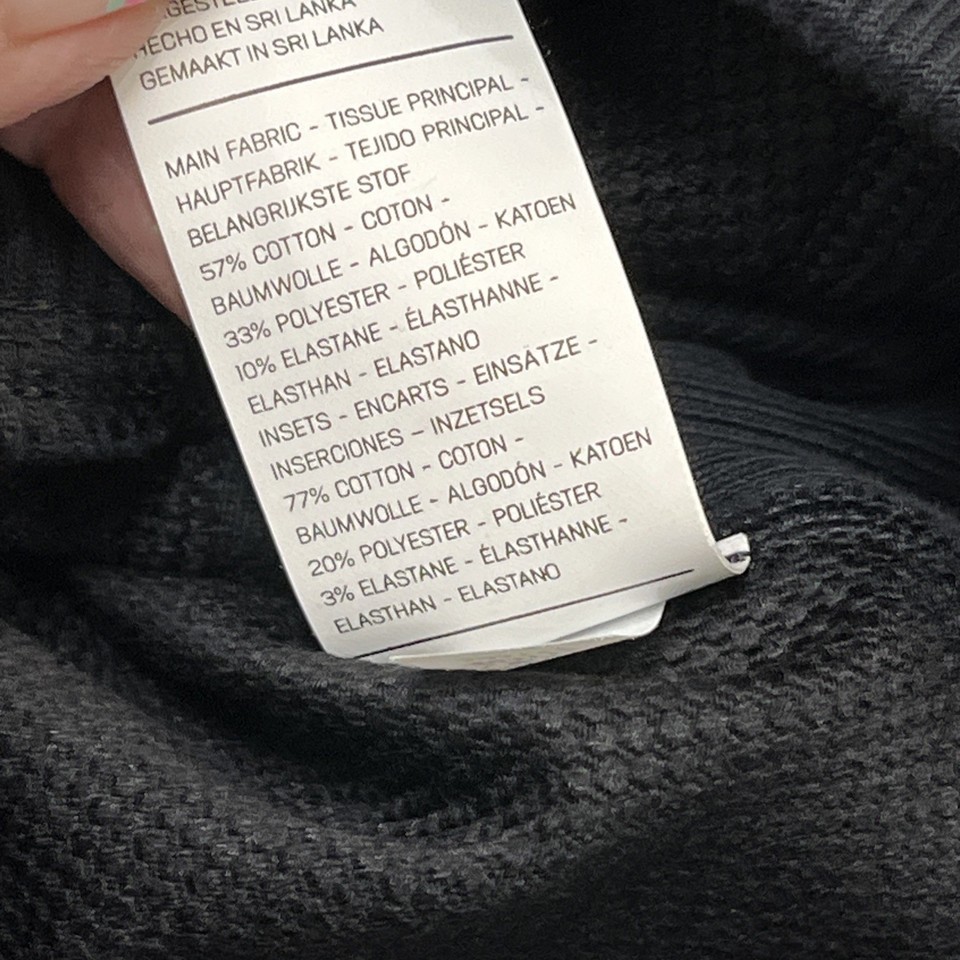 HECHO EN SRI LANKA
GEMAAKT IN SRI LANKA
MAIN FABRIC - TISSUE PRINCIPAL -
HAUPTFABRIK - TEJIDO PRINCIPAL -
BELANGRIJKSTE STOF
57% COTTON - COTON -
BAUMWOLLE - ALGODÓN - KATOEN
33% POLYESTER - POLIÉSTER
10% ELASTANE - ÉLASTHANNE -
ELASTHAN - ELASTANO
INSETS - ENCARTS - EINSÄTZE -
INSERCIONES - INZETSELS
77% COTTON - COTON -
BAUMWOLLE - ALGODÓN - KATOEN
20% POLYESTER - POLIÉSTER
3% ELASTANE - ÉLASTHANNE -
ELASTHAN - ELASTANO